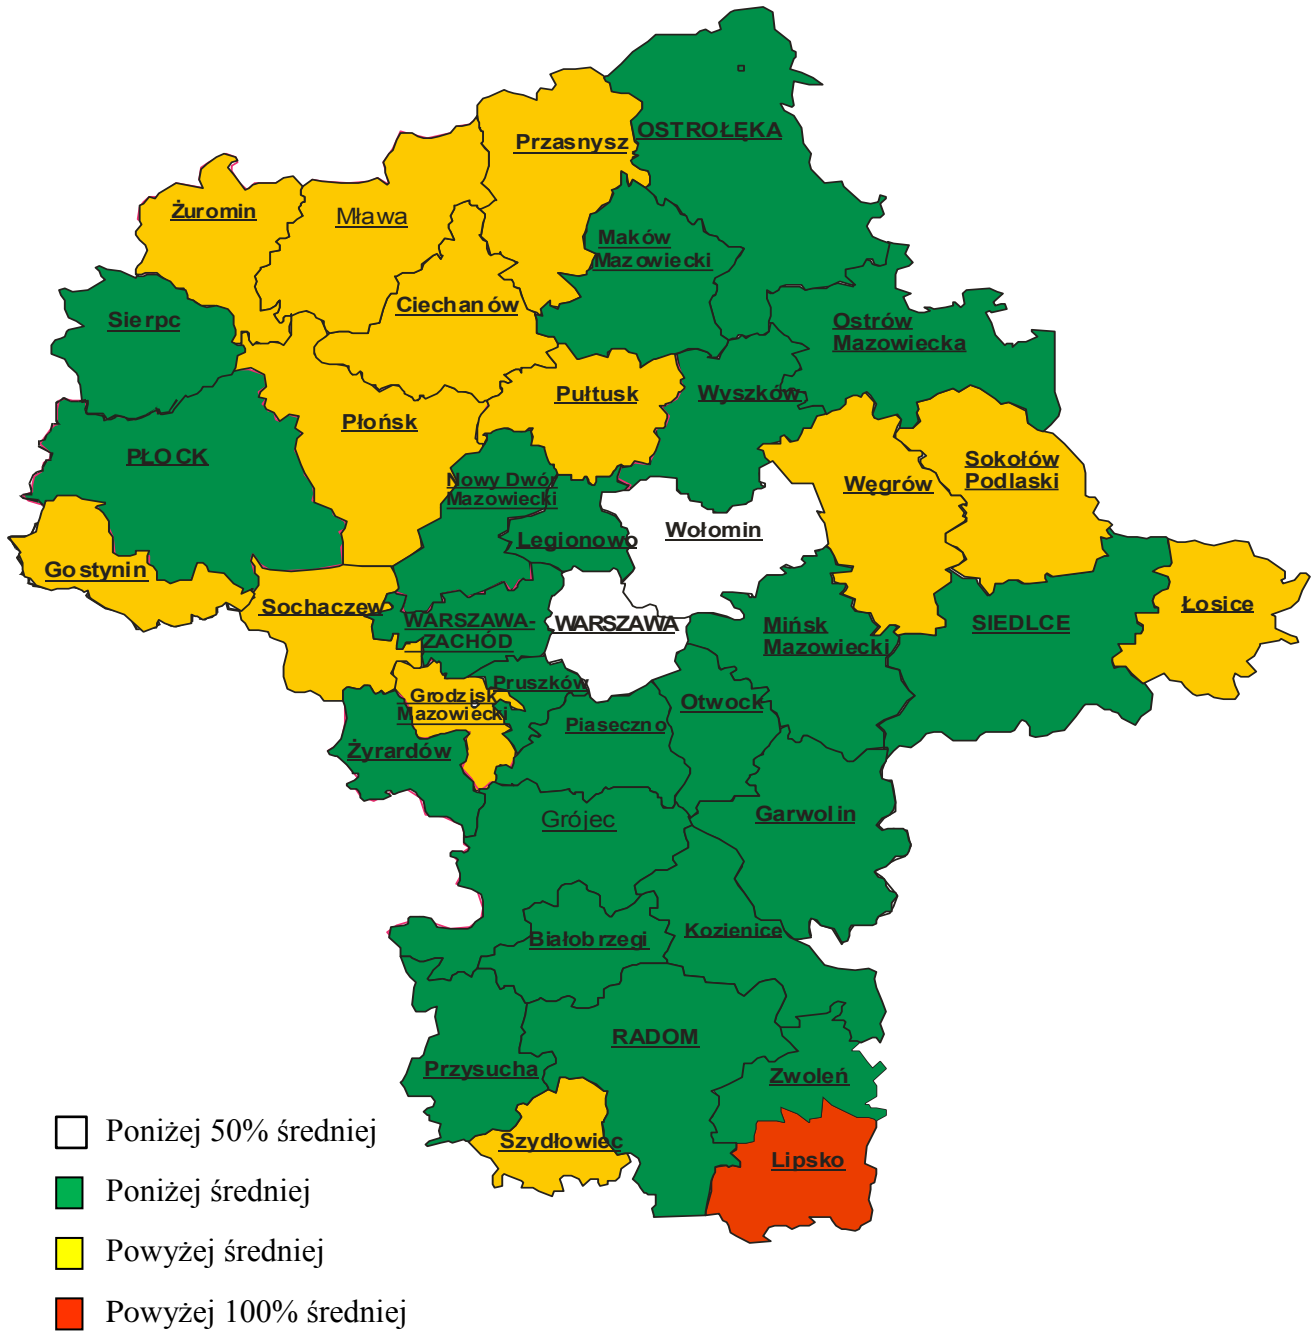 OSTROŁĘKA
Przasnysz
Żuromin
Mława
Maków
Mazowiecki
Ciechanów
Sierpc
Ostrów
Mazowiecka
Pułtusk
Wyszków
Płońsk
PŁOCK
Sokołów
Podlaski
Węgrów
Nowy Dwór
Mazowiecki
Wołomin
Legionowo
Gostynin
Sochaczew
Łosice
WARSZAWA-
ZACHÓD
WARSZAWA
Mińsk
Mazowiecki
SIEDLCE
Pruszków
Grodzisk
Mazowiecki
Otwock
Piaseczno
Żyrardów
Grójec
Garwolin
Białobrzegi
Kozienice
RADOM
Przysucha
Zwoleń
Szydłowiec
Lipsko
Poniżej 50% średniej
Poniżej średniej
Powyżej średniej
Powyżej 100% średniej